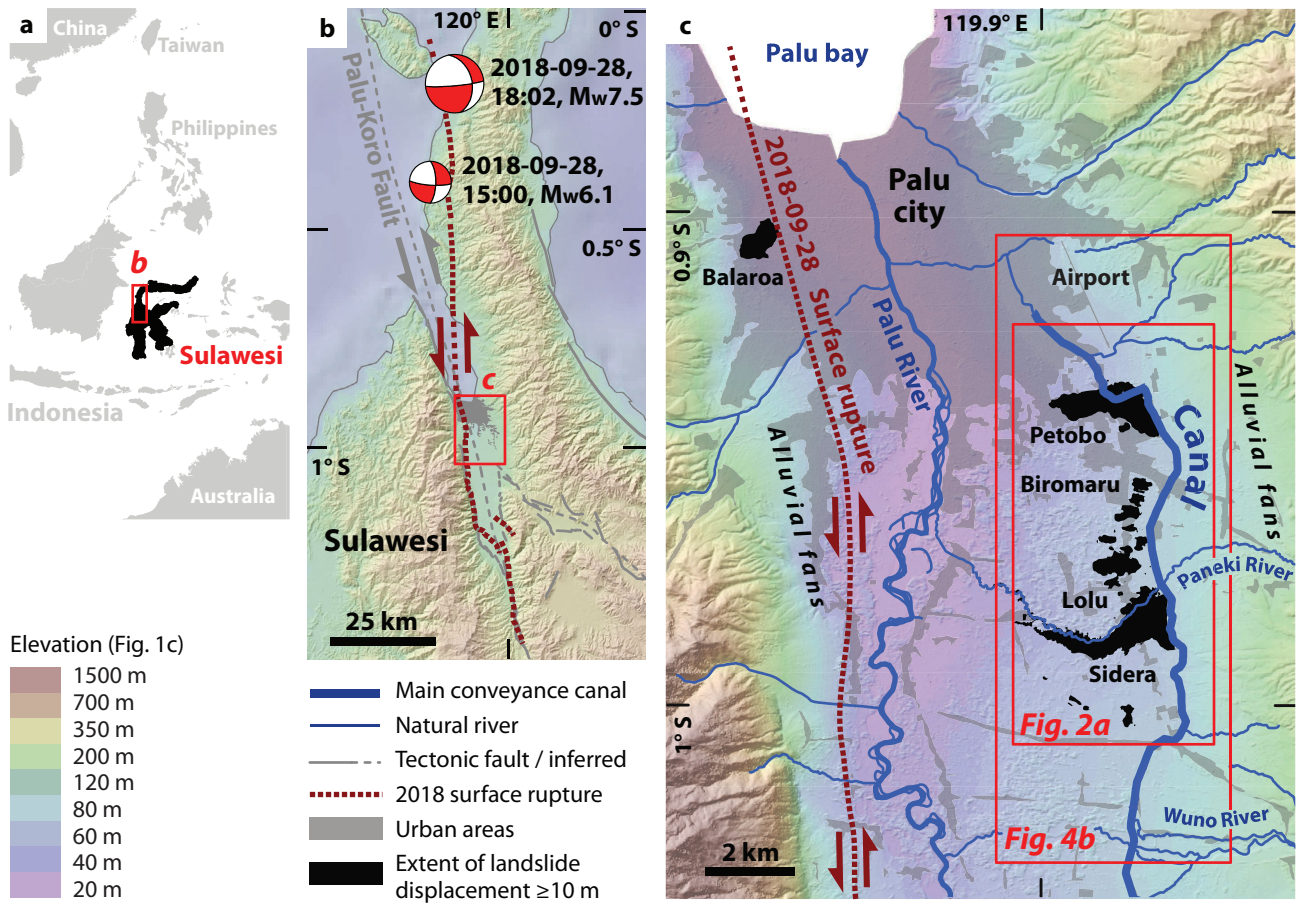 a
China
Taiwan
Philippines
b
Sulawesi
Indonesia
Australia
Elevation (Fig. 1c)
1500 m
700 m
350 m
200 m
120 m
80 m
60 m
40 m
20 m
b
120° E
0° S
2018-09-28,
18:02, Mw7.5
Palu-Koro Fault
2018-09-28,
15:00, Mw6.1
0.5° S
c
1° S
Sulawesi
25 km
Main conveyance canal
Natural river
Tectonic fault / inferred
2018 surface rupture
Urban areas
Extent of landslide
displacement ≥10 m
c
119.9° E
Palu bay
2018-09-28 Surface rupture
Palu
city
0.9° S
Balaroa
Airport
Palu River
Alluvial fans
Canal
Petobo
Alluvial fans
Biromaru
Paneki River
Lolu
Sidera
1° S
Fig. 2a
Wuno River
Fig. 4b
2 km